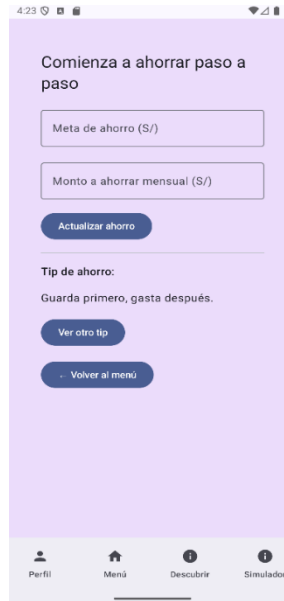 4:23
Comienza a ahorrar paso a
paso
Meta de ahorro (S/)
Monto a ahorrar mensual (S/)
Actualizar ahorro
Tip de ahorro:
Guarda primero, gasta después.
Ver otro tip
← Volver al menú
Perfil Menú Descubrir Simulador